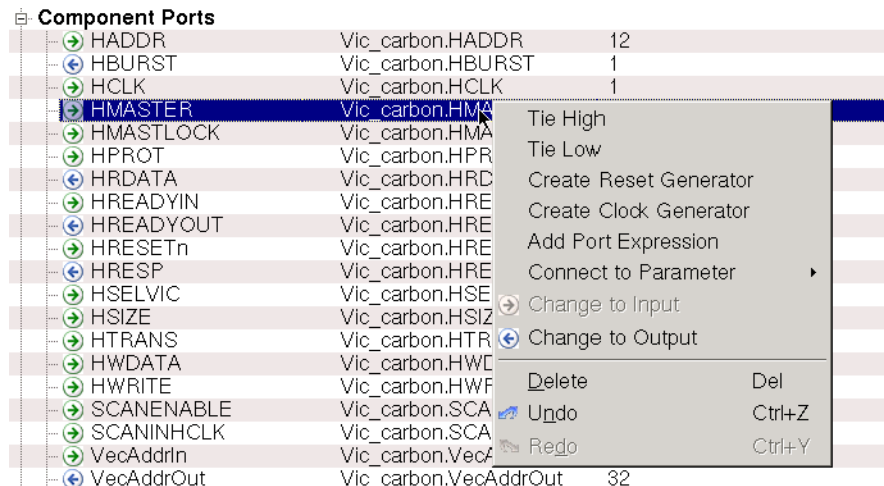 Component Ports
HADDR Vic_carbon.HADDR 12
HBURST Vic_carbon.HBURST 1
HCLK Vic_carbon.HCLK 1
HMASTER Vic_carbon.HMA
HMASTLOCK Vic_carbon.HMA
HPROT Vic_carbon.HPR
HRDATA Vic_carbon.HRD
HREADYIN Vic_carbon.HRE
HREADYOUT Vic_carbon.HRE
HRESETn Vic_carbon.HRE
HRESP Vic_carbon.HRE
HSELVIC Vic_carbon.HSE
HSIZE Vic_carbon.HSIZ
HTRANS Vic_carbon.HTR
HWDATA Vic_carbon.HWD
HWRITE Vic_carbon.HWR
SCANENABLE Vic_carbon.SCA
SCANINHCLK Vic_carbon.SCA
VecAddrIn Vic_carbon.VecA
VecAddrOut Vic_carbon.VecAddrOut 32
Tie High
Tie Low
Create Reset Generator
Create Clock Generator
Add Port Expression
Connect to Parameter
Change to Input
Change to Output
Delete Del
Undo Ctrl+Z
Redo Ctrl+Y